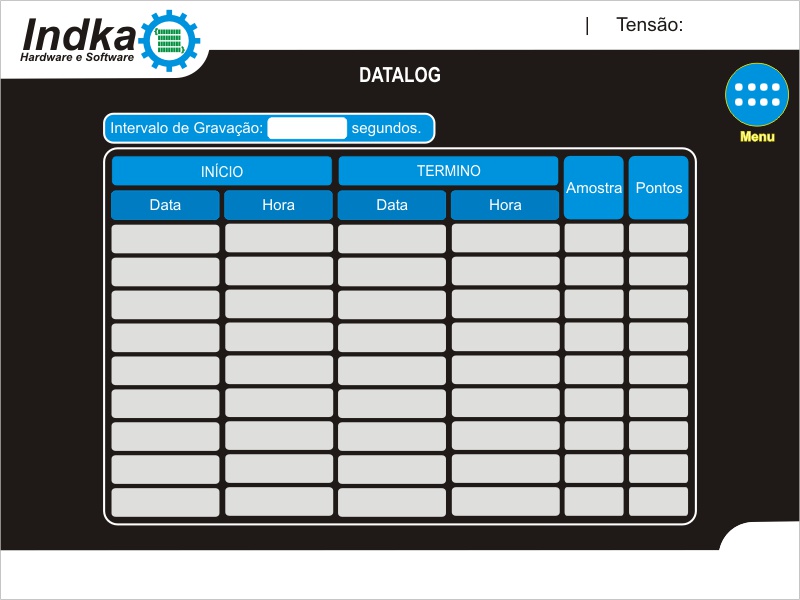 Indka
Hardware e Software
| Tensão:
DATALOG
Menu
Intervalo de Gravação: segundos.
INÍCIO TERMINO Amostra Pontos
Data Hora Data Hora